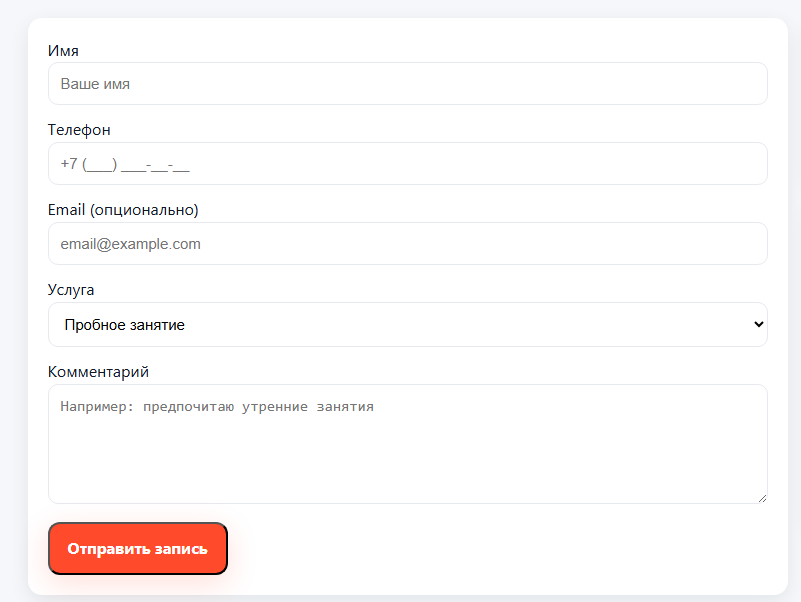 Имя
Ваше имя
Телефон
+7 (___) ___-__-__
Email (опционально)
email@example.com
Услуга
Пробное занятие
Комментарий
Например: предпочитаю утренние занятия
Отправить запись